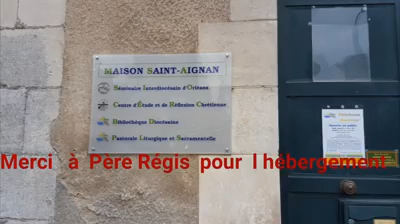 MAISON SAINT-AIGNAN
Séminaire Interdiocésain d'Orléans
Centre d'Étude et de Réflexion Chrétienne
Bibliothèque Diocésaine
Pastorale Liturgique et Sacramentelle
Merci à Père Régis pour l hébergement